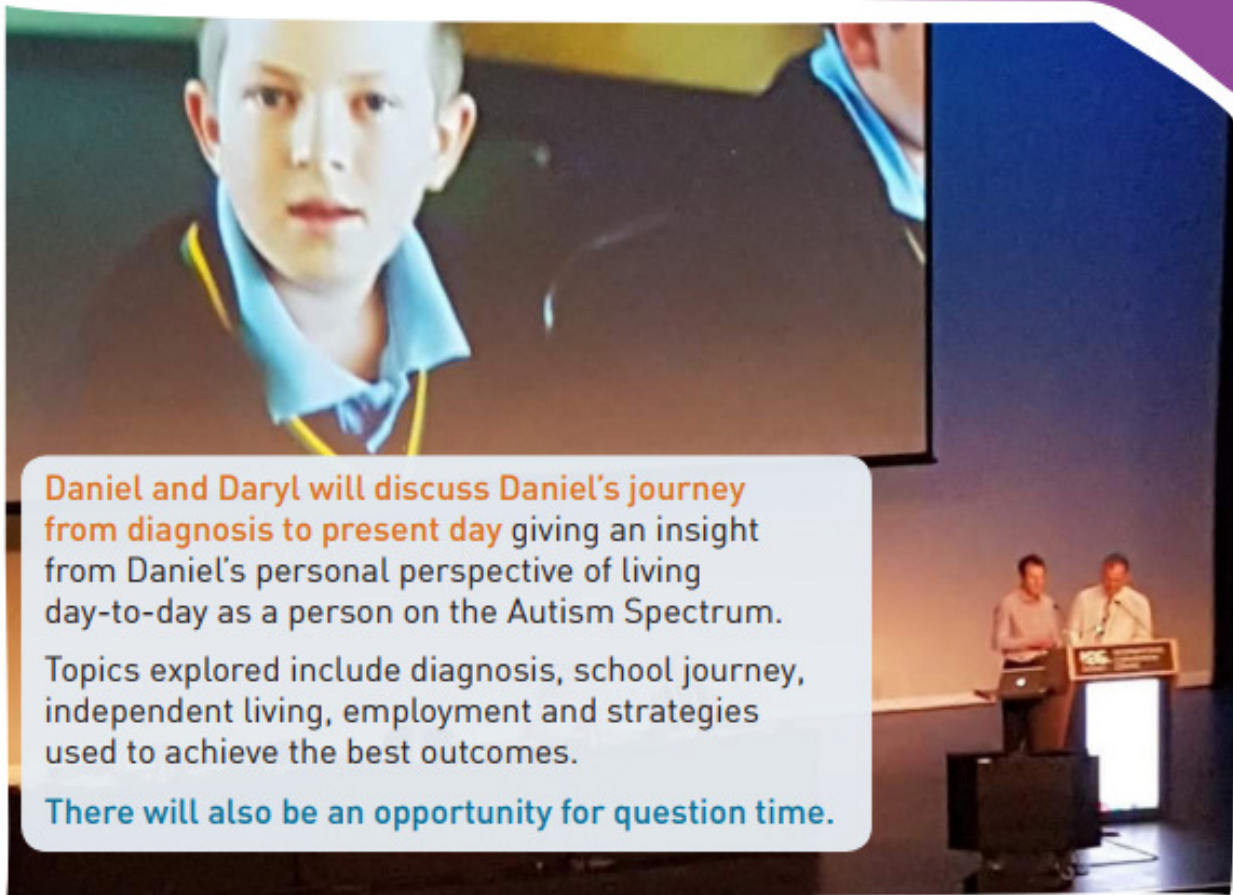 Daniel and Daryl will discuss Daniel's journey
from diagnosis to present day giving an insight
from Daniel's personal perspective of living
day-to-day as a person on the Autism Spectrum.
Topics explored include diagnosis, school journey,
independent living, employment and strategies
used to achieve the best outcomes.
There will also be an opportunity for question time.